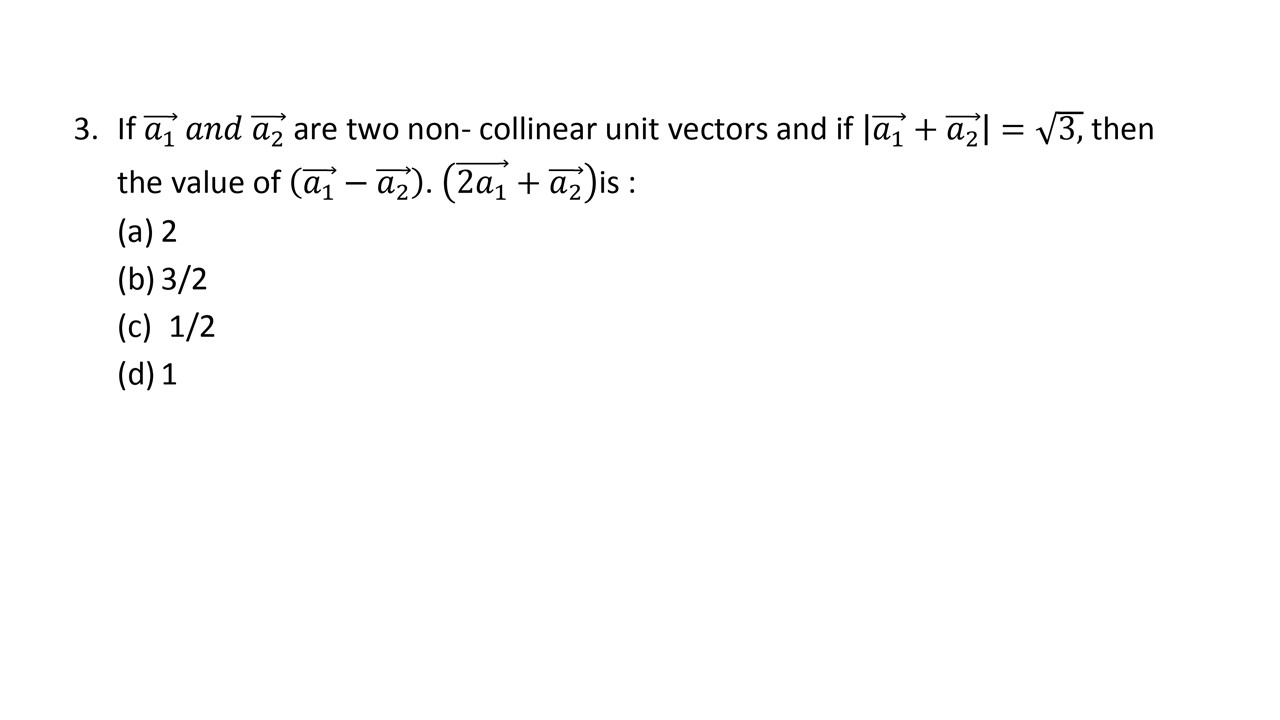 3. If $\overrightarrow{a_1}$ and $\overrightarrow{a_2}$ are two non- collinear unit vectors and if $|\overrightarrow{a_1} + \overrightarrow{a_2}| = \sqrt{3}$, then
the value of $(\overrightarrow{a_1} - \overrightarrow{a_2}). (\overrightarrow{2a_1} + \overrightarrow{a_2})$is :
(a) 2
(b) 3/2
(c) 1/2
(d) 1